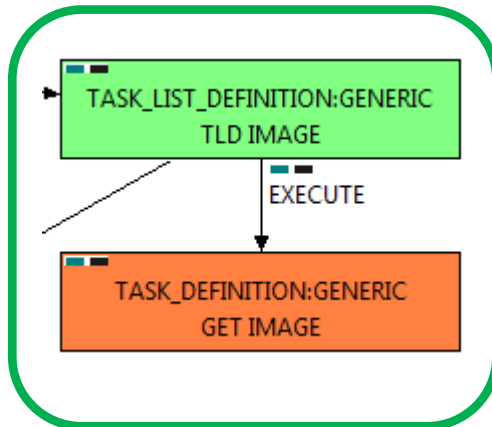 TASK_LIST_DEFINITION:GENERIC
TLD IMAGE
EXECUTE
TASK_DEFINITION:GENERIC
GET IMAGE